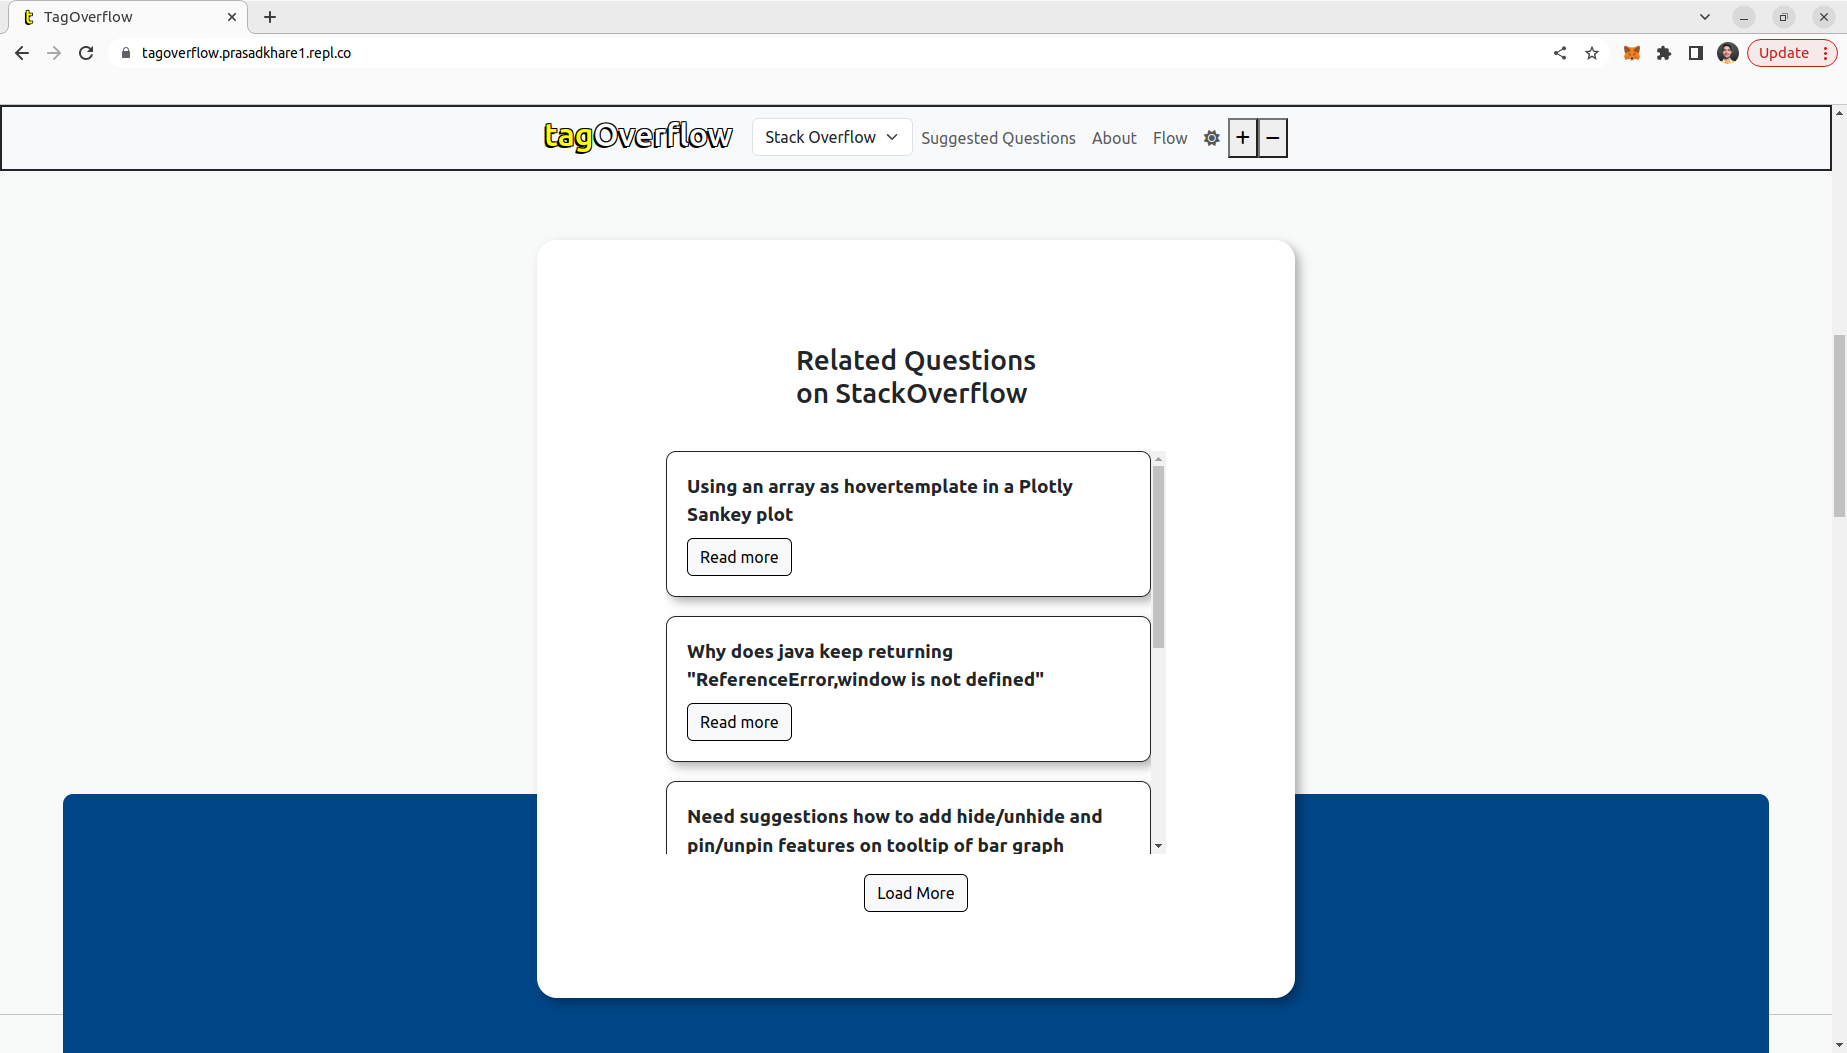 TagOverflow
tagoverflow.prasadkhare1.repl.co
Update
tagOverflow
Stack Overflow
Suggested Questions
About
Flow
+
−
Related Questions
on StackOverflow
Using an array as hovertemplate in a Plotly
Sankey plot
Read more
Why does java keep returning
"ReferenceError,window is not defined"
Read more
Need suggestions how to add hide/unhide and
pin/unpin features on tooltip of bar graph
Load More